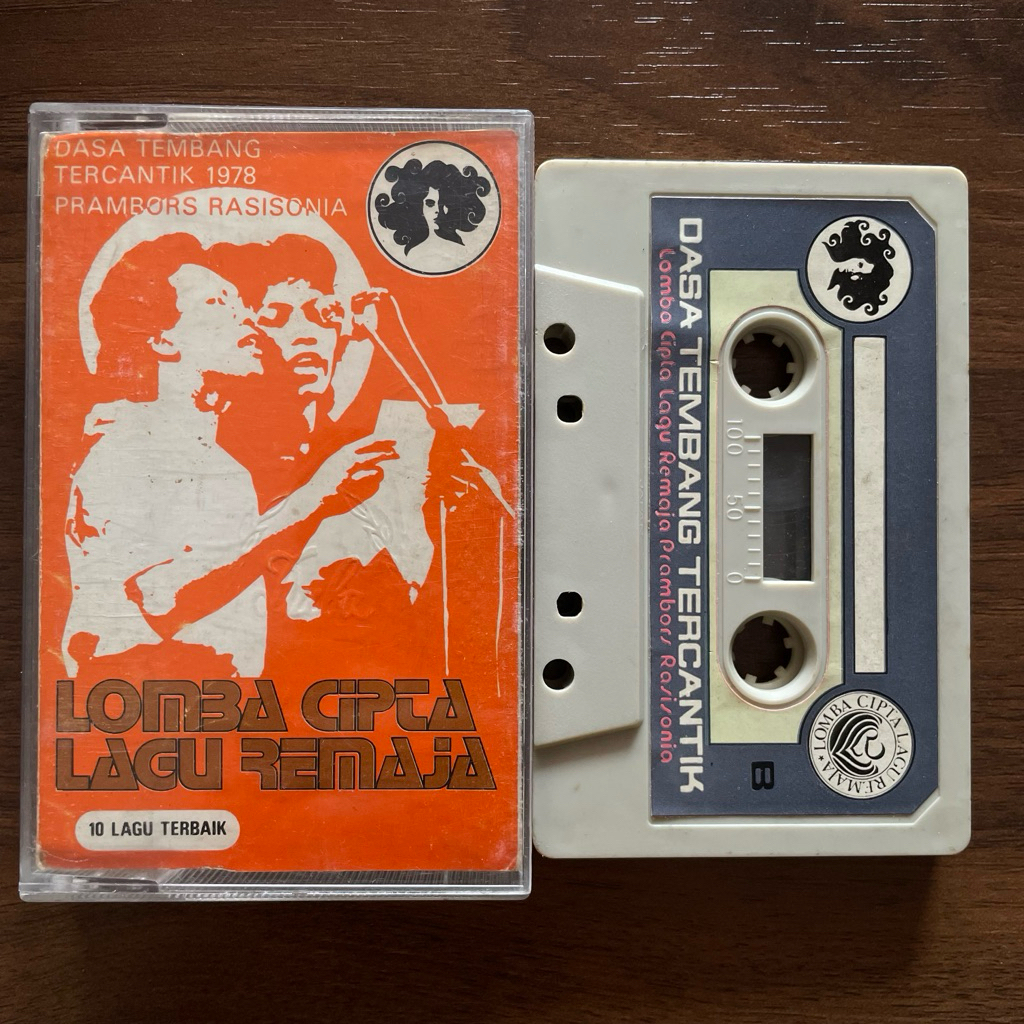 DASA TEMBANG
TERCANTIK 1978
PRAMBORS RASISONIA
LOMBA CIPTA
LAGU REMAJA
10 LAGU TERBAIK
DASA TEMBANG TERCANTIK
Lomba Cipta Lagu Remaja Prambors Rasisonia
100 50 0
B
LOMBA CIPTA LAGU REMAJA